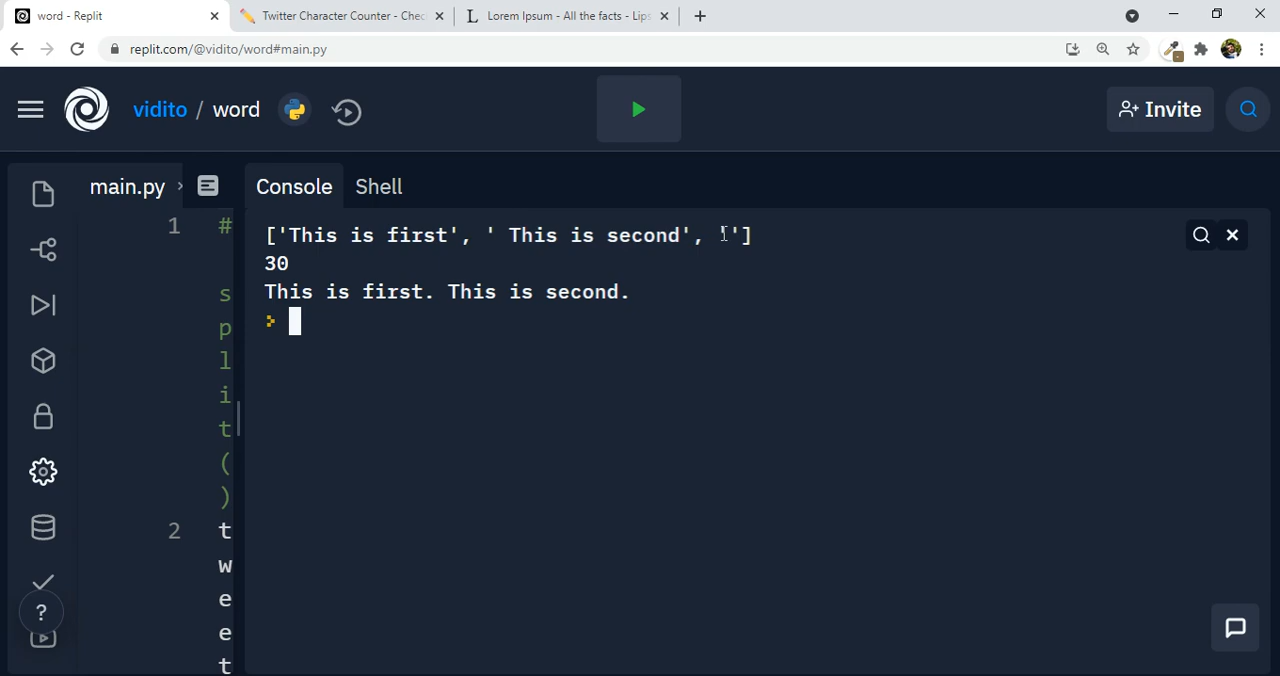 word - Replit
Twitter Character Counter - Chec
Lorem Ipsum - All the facts - Lips
replit.com/@vidito/word#main.py
vidito / word
Invite
main.py
Console
Shell
1
#
s
p
l
i
t
(
)
2
t
w
e
e
t
['This is first', ' This is second', '']
30
This is first. This is second.
>
?